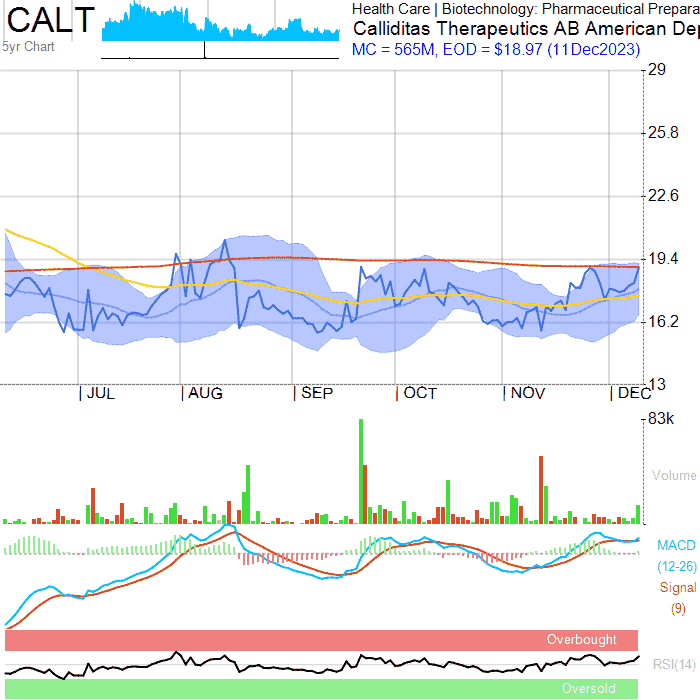 CALT
5yr Chart
Health Care | Biotechnology: Pharmaceutical Prepara
Calliditas Therapeutics AB American Dep
MC = 565M, EOD = $18.97 (11Dec2023)
29
25.8
22.6
19.4
16.2
13
JUL AUG SEP OCT NOV DEC
83k
Volume
MACD
(12-26)
Signal
(9)
Overbought
RSI(14)
Oversold